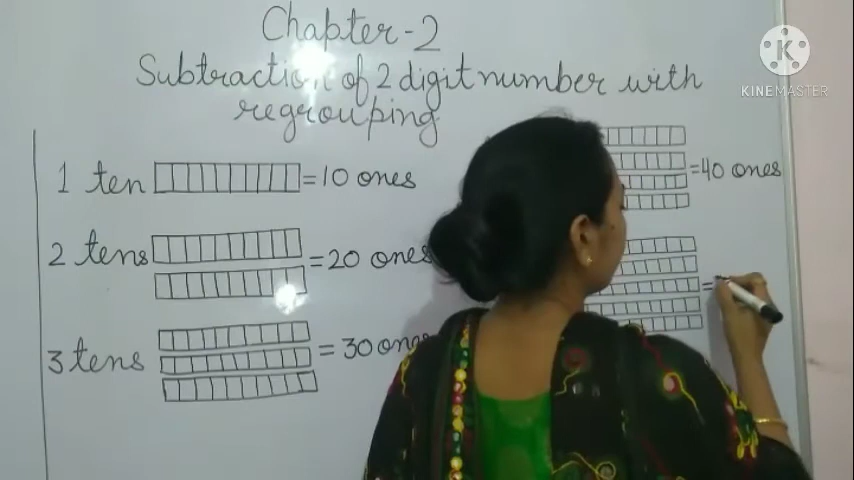 Chapter-2
Subtraction of 2 digit number with
regrouping
1 ten = 10 ones
2 tens = 20 ones
3 tens = 30 ones
= 40 ones
=
K
KINEMASTER